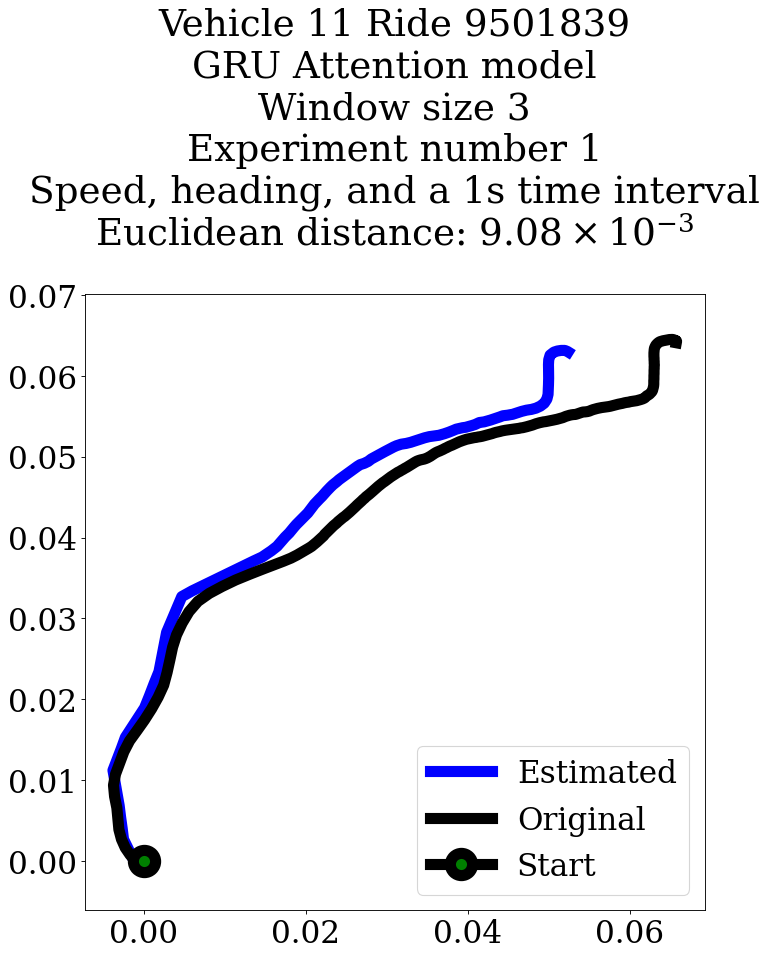 Vehicle 11 Ride 9501839
GRU Attention model
Window size 3
Experiment number 1
Speed, heading, and a 1s time interval
Euclidean distance: 9.08 × 10⁻³
0.07
0.06
0.05
0.04
0.03
0.02
0.01
0.00
Estimated
Original
Start
0.00 0.02 0.04 0.06